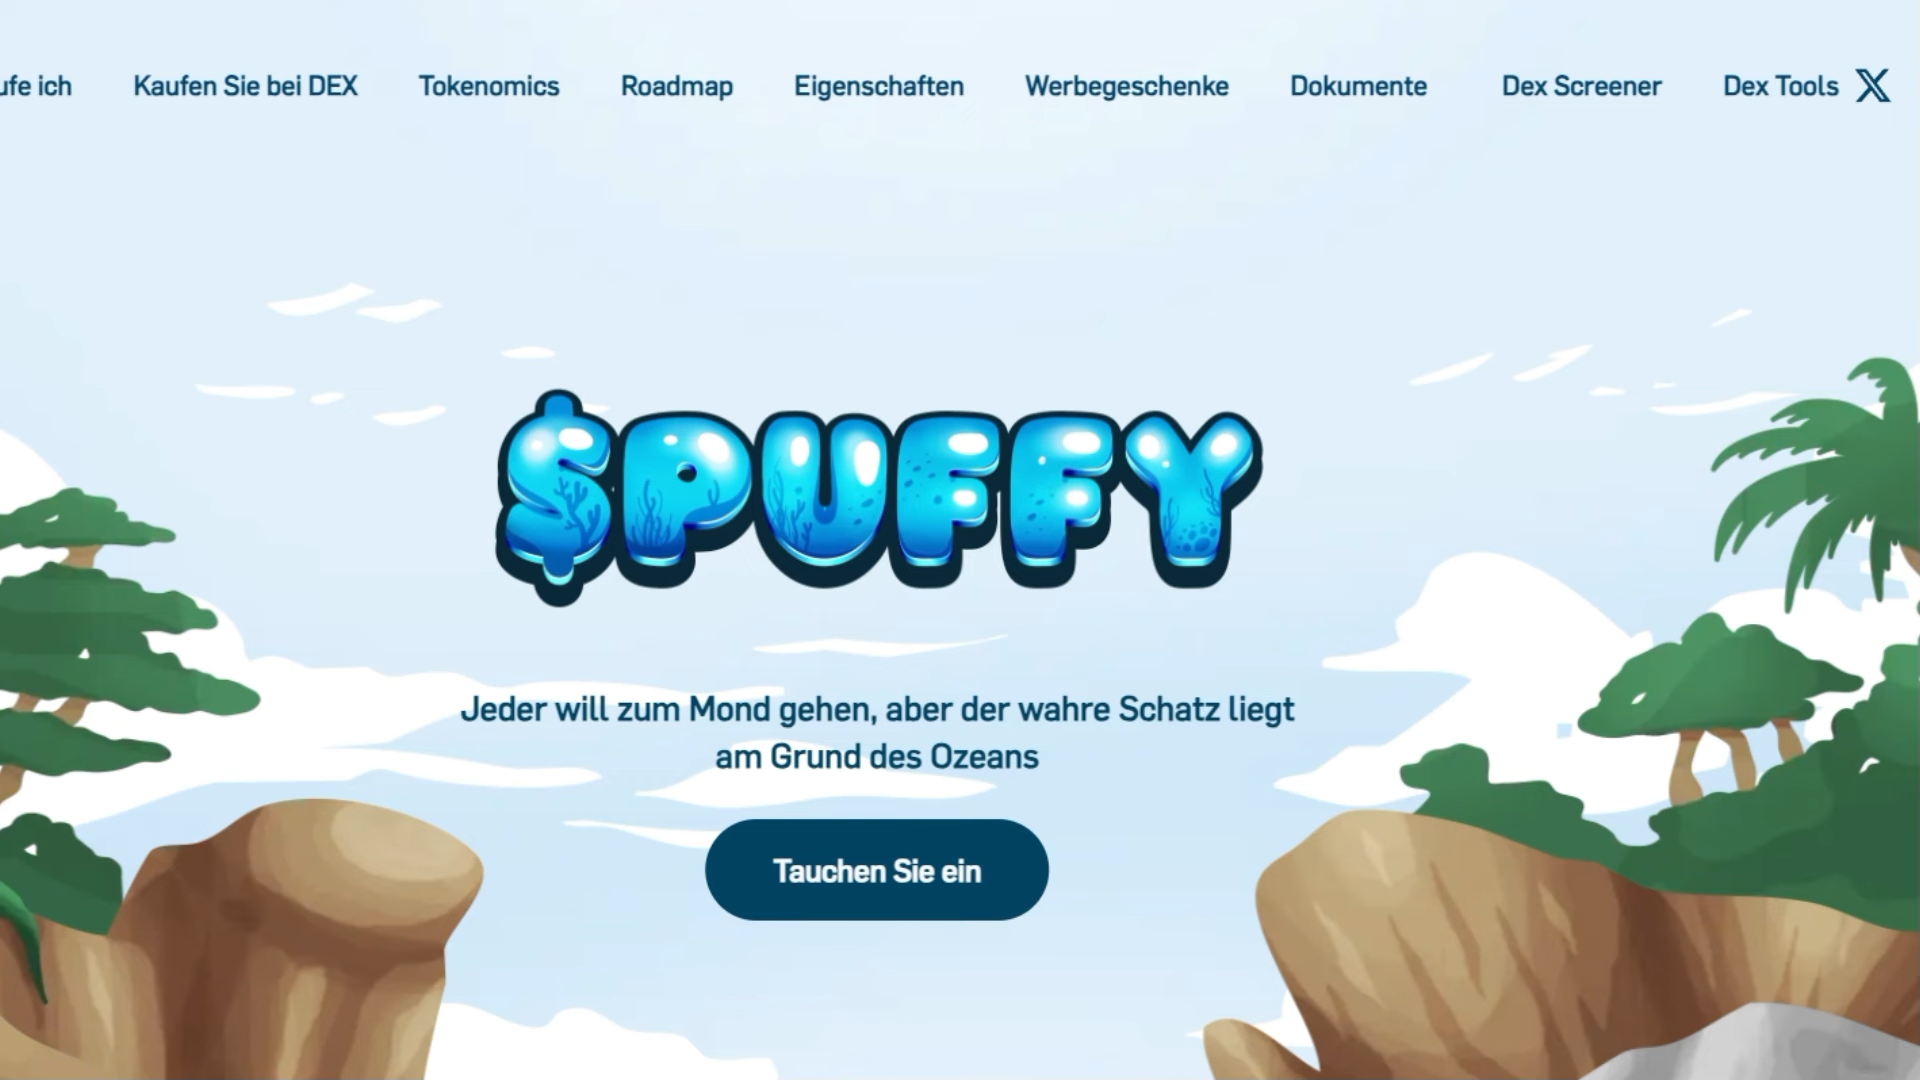 ufe ich Kaufen Sie bei DEX Tokenomics Roadmap Eigenschaften Werbegeschenke Dokumente Dex Screener Dex Tools X
$PUFFY
Jeder will zum Mond gehen, aber der wahre Schatz liegt
am Grund des Ozeans
Tauchen Sie ein